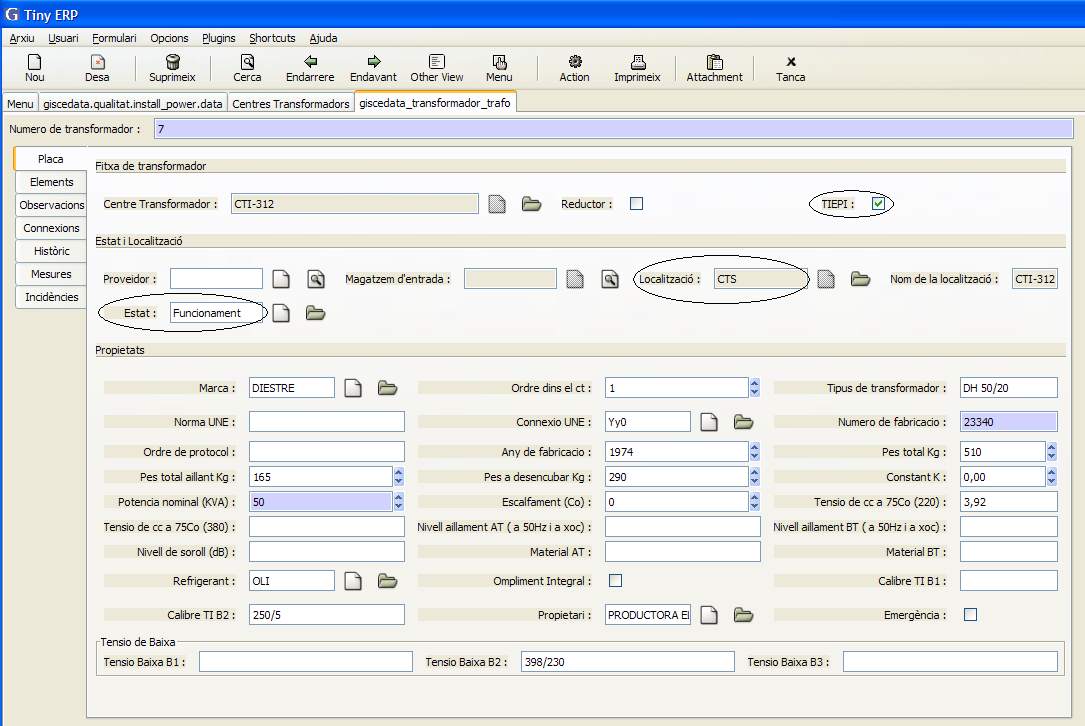 G Tiny ERP
Arxiu Usuari Formulari Opcions Plugins Shortcuts Ajuda
Nou Desa Suprimeix Cerca Endarrere Endavant Other View Menu Action Imprimeix Attachment Tanca
Menu giscedata.qualitat.install_power.data Centres Transformadors giscedata_transformador_trafo
Numero de transformador : 7
Placa
Elements
Observacions
Connexions
Històric
Mesures
Incidències
Fitxa de transformador
Centre Transformador : CTI-312 Reductor : TIEPI :
Estat i Localització
Proveidor : Magatzem d'entrada : Localització : CTS Nom de la localització : CTI-312
Estat : Funcionament
Propietats
Marca : DIESTRE Ordre dins el ct : 1 Tipus de transformador : DH 50/20
Norma UNE : Connexio UNE : Yy0 Numero de fabricacio : 23340
Ordre de protocol : Any de fabricacio : 1974 Pes total Kg : 510
Pes total aillant Kg : 165 Pes a desencubar Kg : 290 Constant K : 0,00
Potencia nominal (KVA) : 50 Escalfament (Co) : 0 Tensio de cc a 75Co (220) : 3,92
Tensio de cc a 75Co (380) : Nivell aillament AT ( a 50Hz i a xoc) : Nivell aillament BT ( a 50Hz i a xoc) :
Nivell de soroll (dB) : Material AT : Material BT :
Refrigerant : OLI Ompliment Integral : Calibre TI B1 :
Calibre TI B2 : 250/5 Propietari : PRODUCTORA El Emergència :
Tensio de Baixa
Tensio Baixa B1 : Tensio Baixa B2 : 398/230 Tensio Baixa B3 :